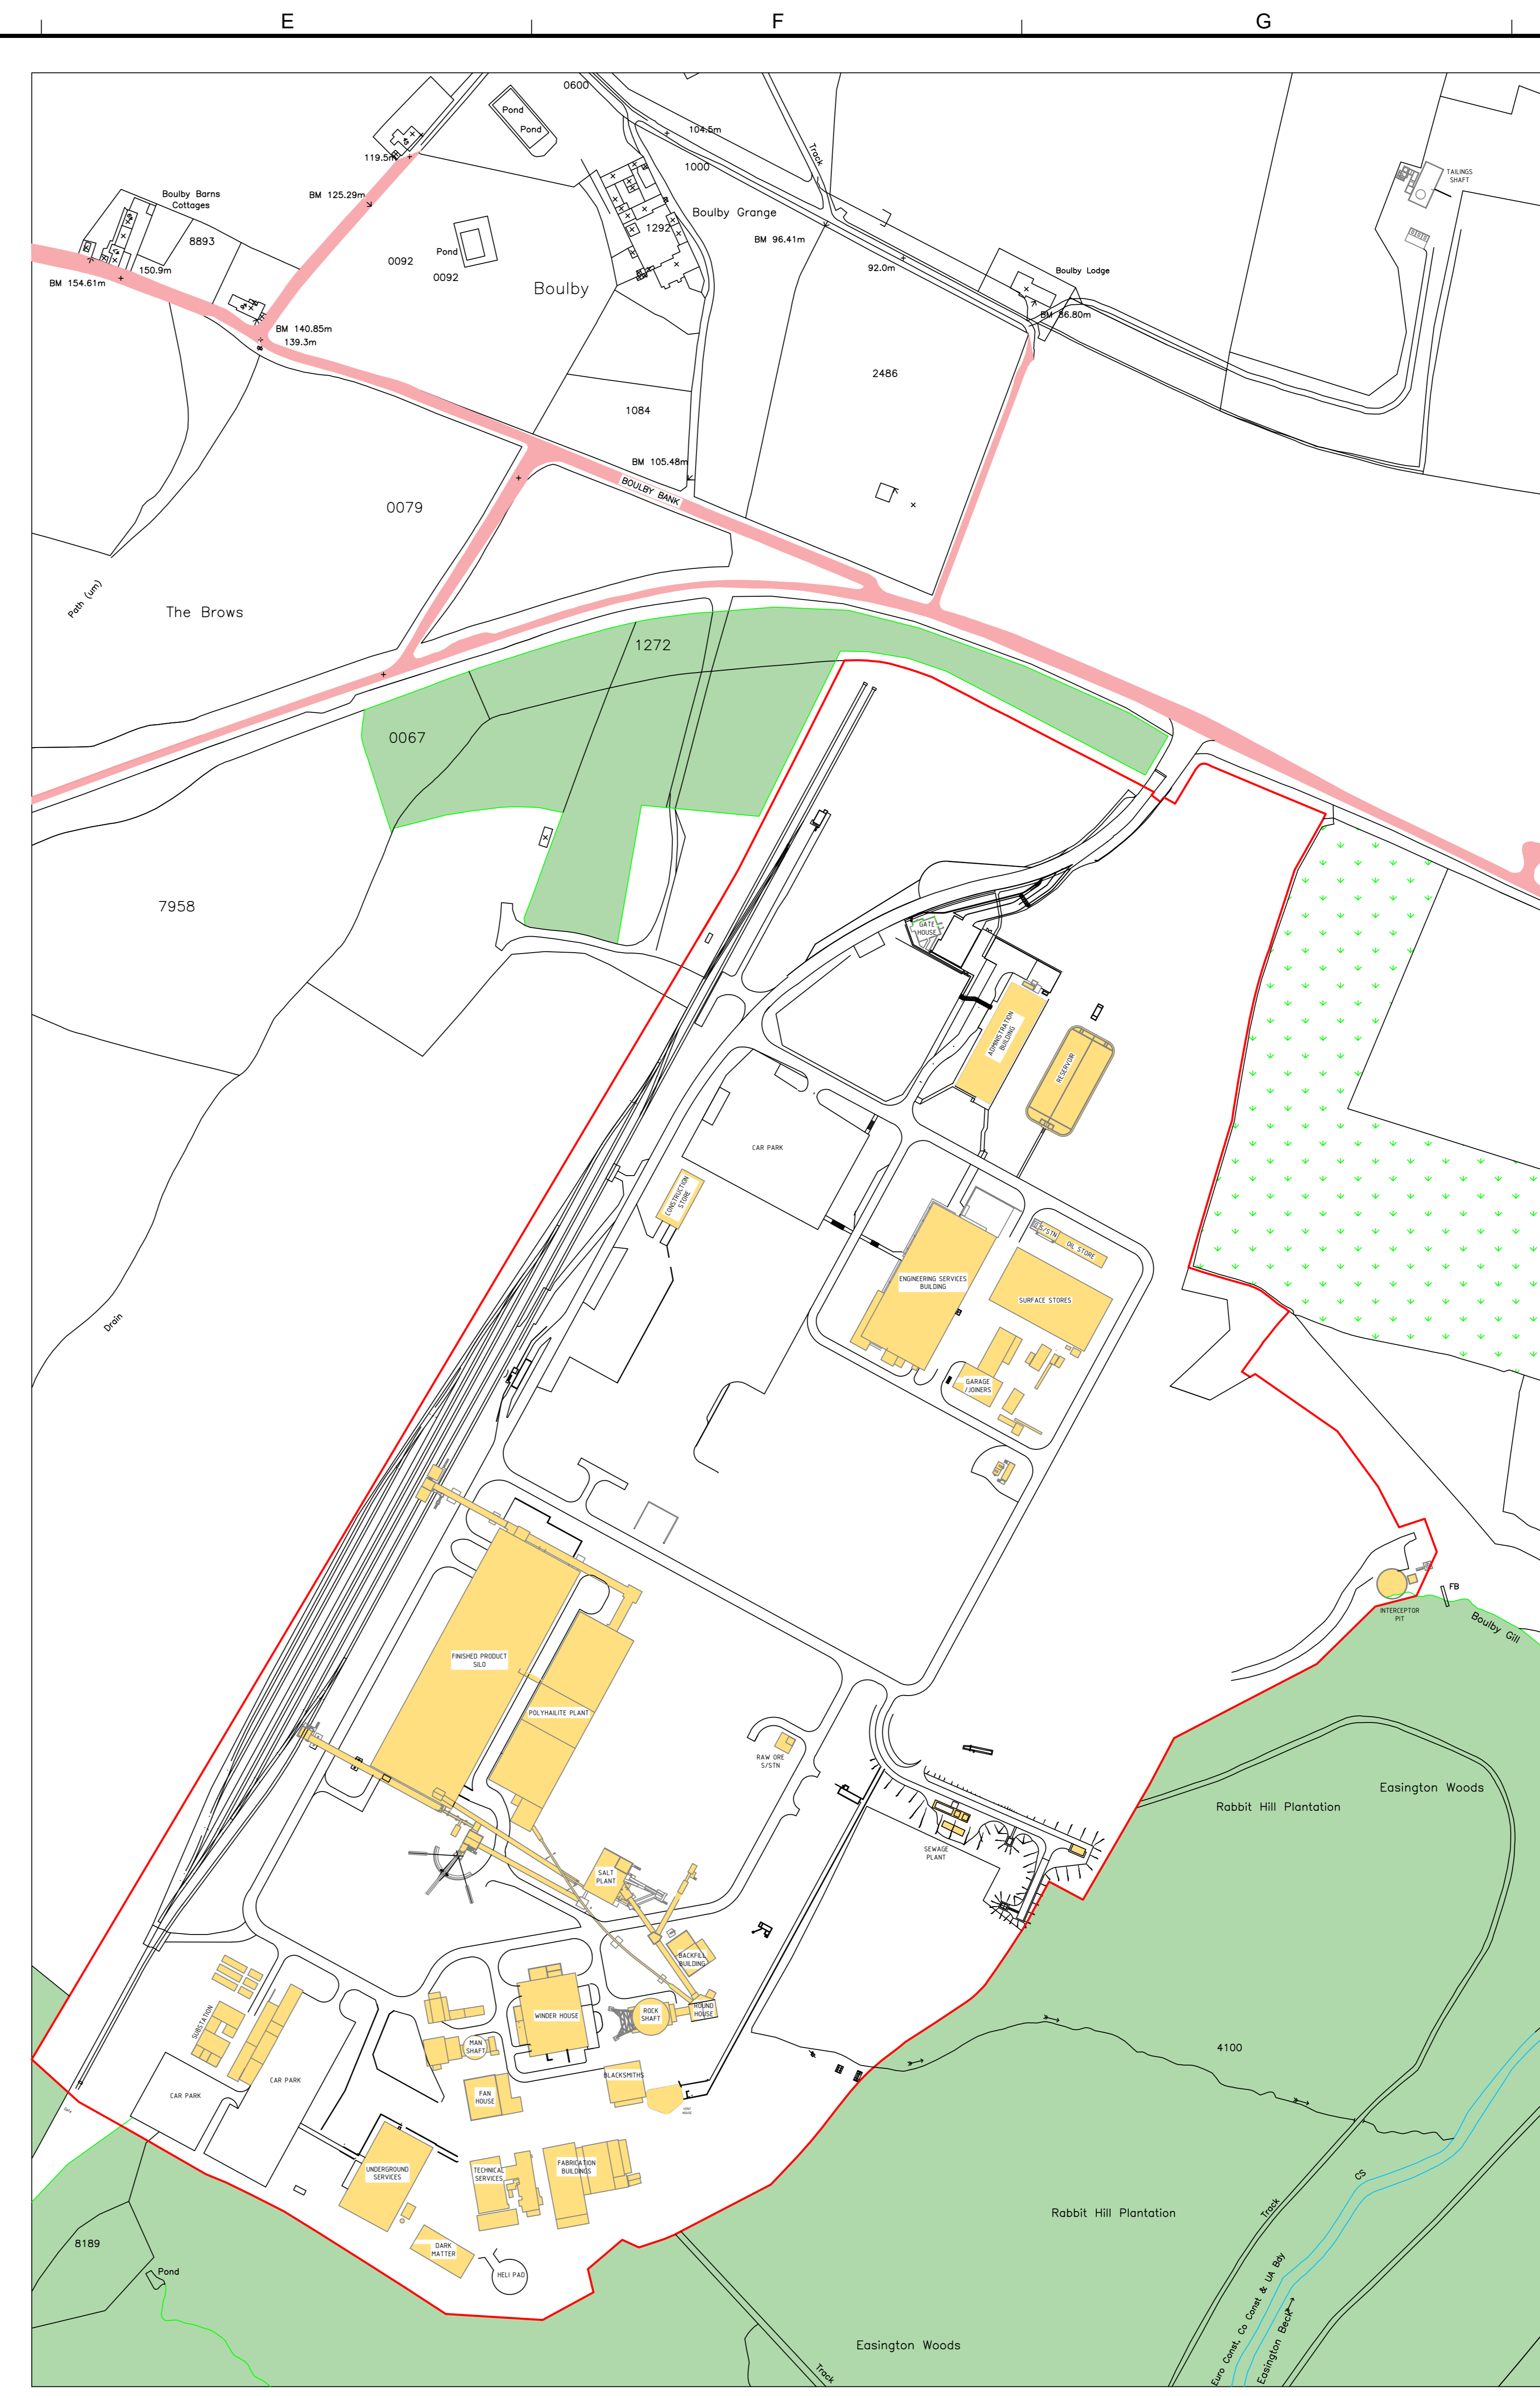 E
F
G
0600
Pond
Pond
104.5m
119.5m
1000
Track
TAILINGS
SHAFT
Boulby Barns
Cottages
BM 125.29m
Boulby Grange
8893
1292
BM 96.41m
0092
Pond
0092
92.0m
Boulby Lodge
150.9m
BM 154.61m
Boulby
BM 86.80m
BM 140.85m
139.3m
2486
1084
BM 105.48m
BOULBY BANK
0079
Path (um)
The Brows
1272
0067
7958
GATE
HOUSE
ADMINISTRATION
BUILDING
RESERVOIR
CAR PARK
CONSTRUCTION
STORE
S/STN
OIL STORE
ENGINEERING SERVICES
BUILDING
SURFACE STORES
Drain
GARAGE
/JOINERS
FB
INTERCEPTOR
PIT
Boulby Gill
FINISHED PRODUCT
SILO
POLYHAILITE PLANT
RAW ORE
S/STN
Easington Woods
Rabbit Hill Plantation
SEWAGE
PLANT
SALT
PLANT
BACKFILL
BUILDING
ROUND
HOUSE
ROCK
SHAFT
WINDER HOUSE
SUBSTATION
MAN
SHAFT
4100
BLACKSMITHS
CAR PARK
CAR PARK
FAN
HOUSE
UNDERGROUND
SERVICES
TECHNICAL
SERVICES
FABRICATION
BUILDINGS
CS
Rabbit Hill Plantation
Track
8189
DARK
MATTER
Pond
HELI PAD
Euro Const, Co Const & UA Bdy
Easington Beck
Easington Woods
Track